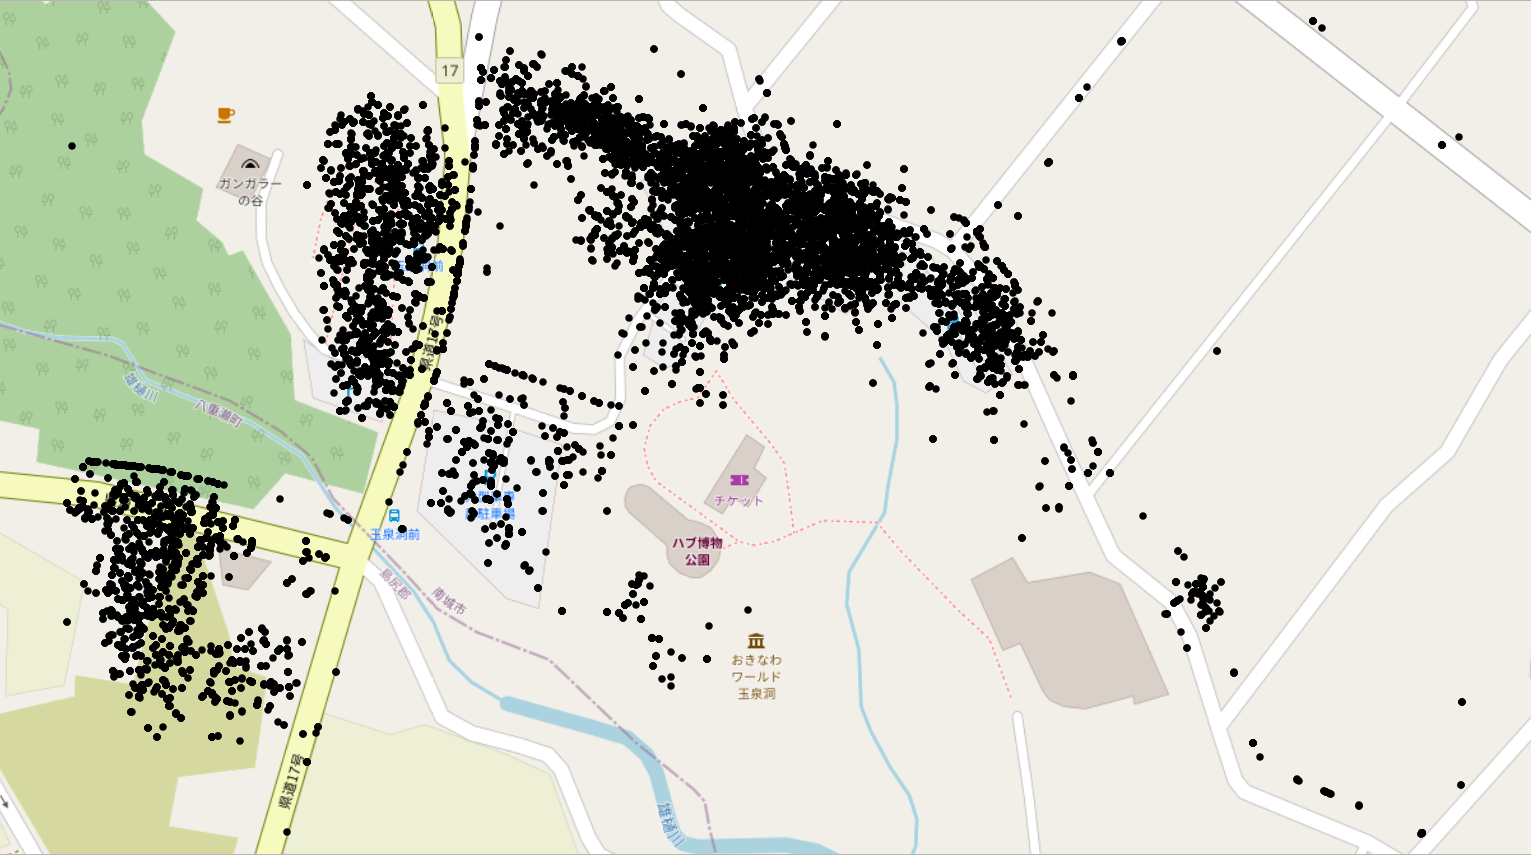 17
ガンガラー
の谷
県道17号
雄樋川
八重瀬町
玉泉洞前
島尻郡
南城市
チケット
ハブ博物
公園
おきなわ
ワールド
玉泉洞
県道17号
雄樋川